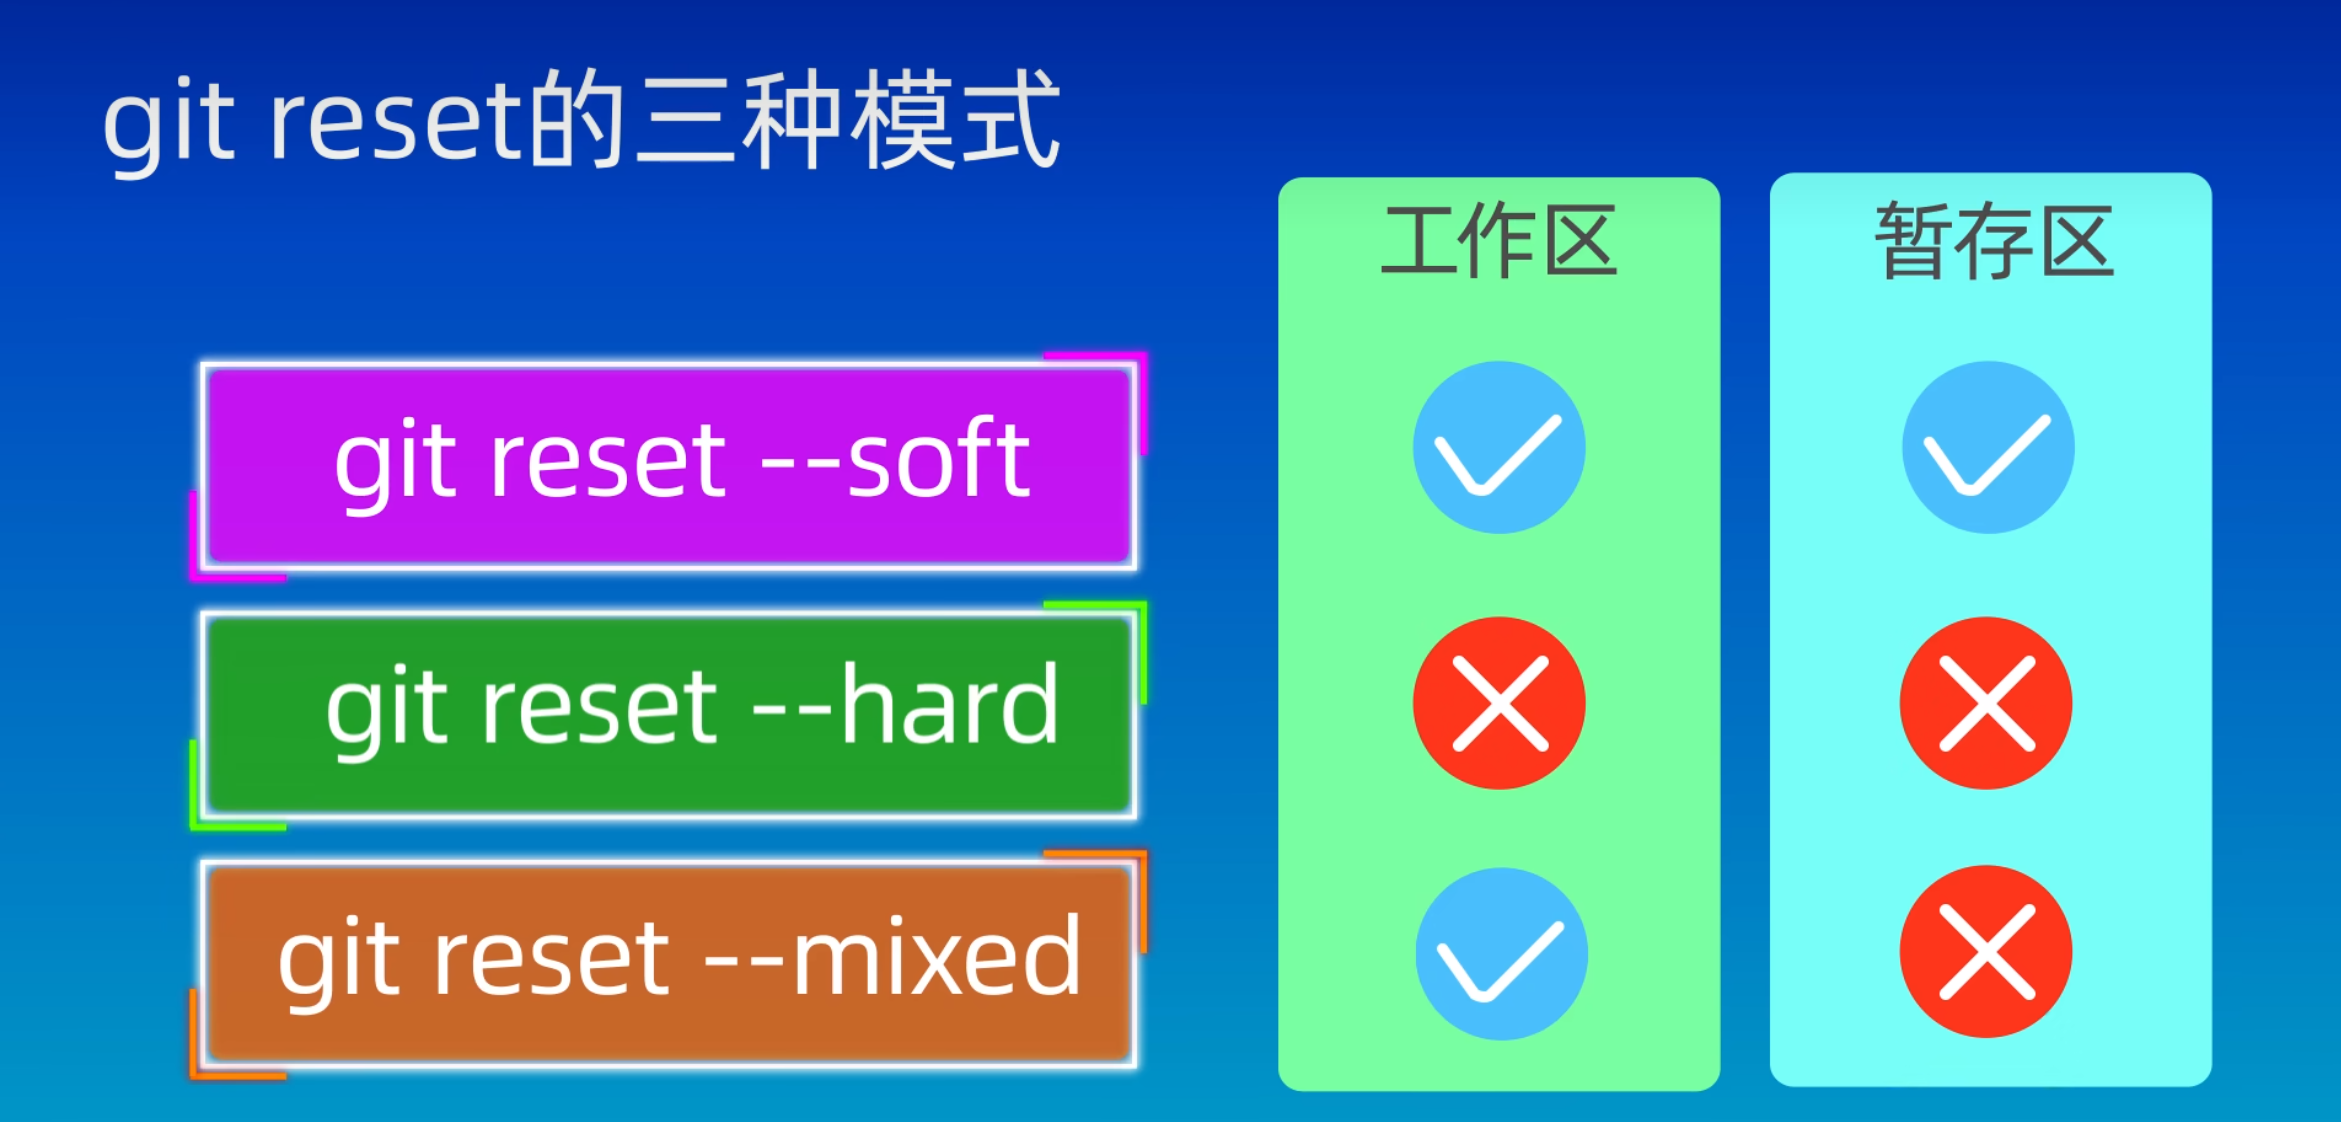 git reset的三种模式
工作区
暂存区
git reset --soft
git reset --hard
git reset --mixed